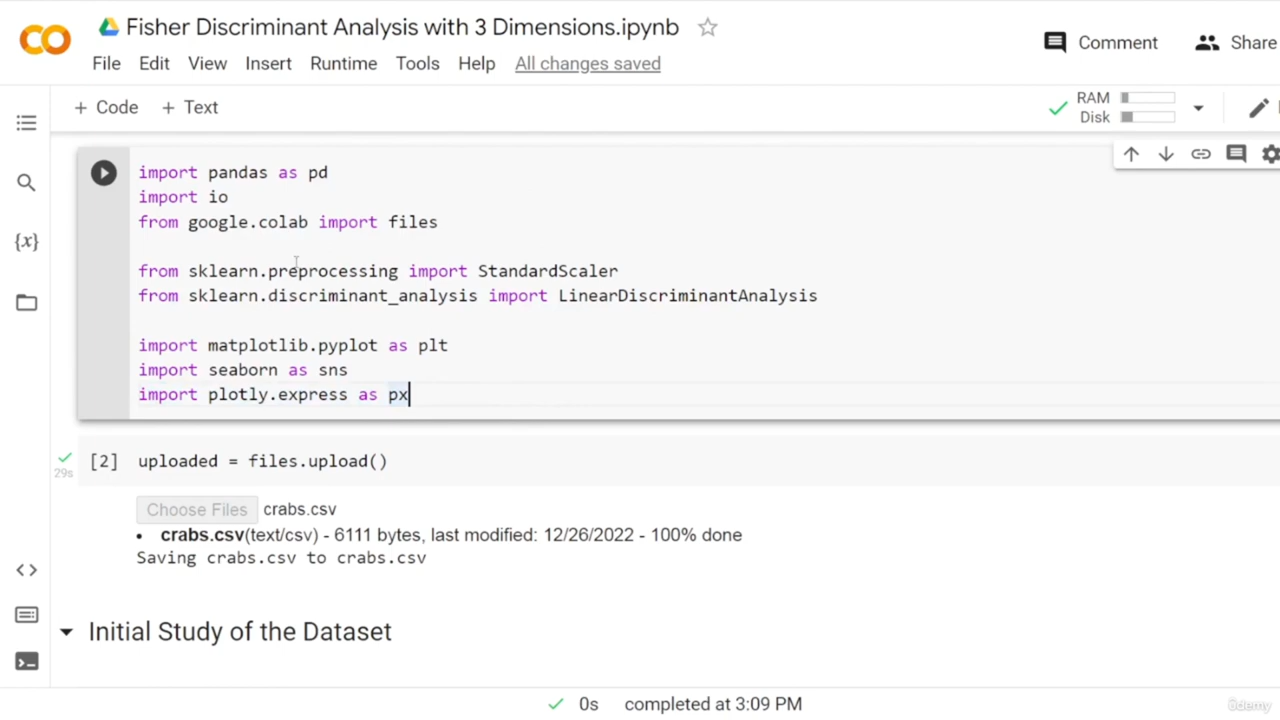 Fisher Discriminant Analysis with 3 Dimensions.ipynb
Comment
Share
File Edit View Insert Runtime Tools Help All changes saved
+ Code + Text
RAM
Disk
import pandas as pd
import io
from google.colab import files
from sklearn.preprocessing import StandardScaler
from sklearn.discriminant_analysis import LinearDiscriminantAnalysis
import matplotlib.pyplot as plt
import seaborn as sns
import plotly.express as px
{x}
[2] uploaded = files.upload()
29s
Choose Files crabs.csv
• crabs.csv(text/csv) - 6111 bytes, last modified: 12/26/2022 - 100% done
Saving crabs.csv to crabs.csv
Initial Study of the Dataset
0s completed at 3:09 PM
ûdemy